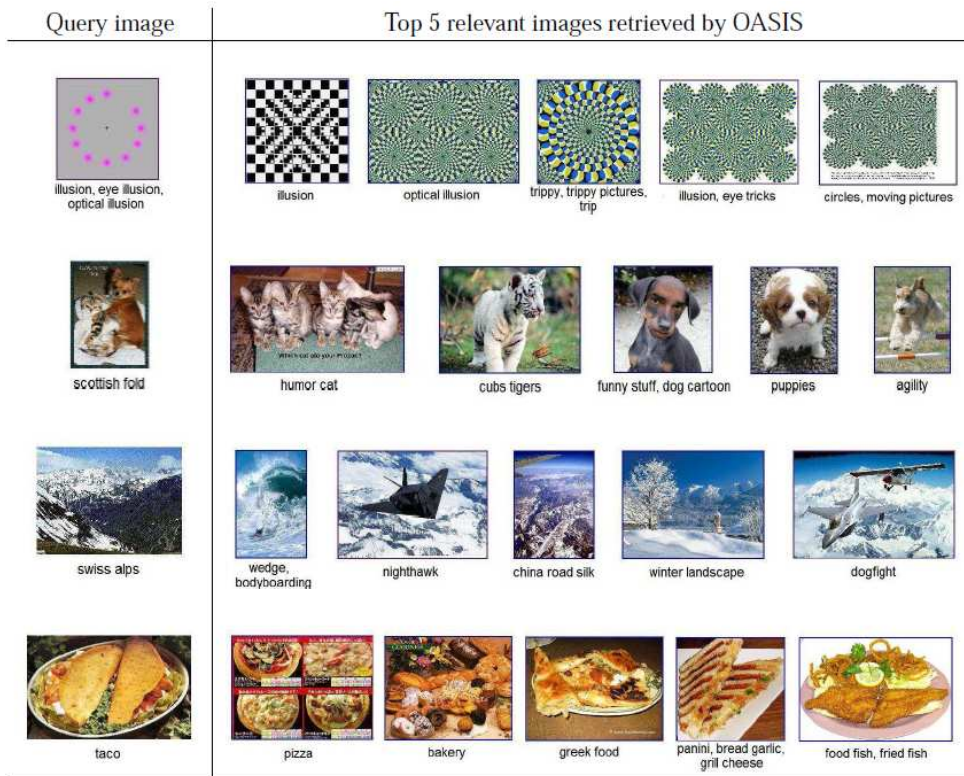 Query image
Top 5 relevant images retrieved by OASIS
illusion, eye illusion,
optical illusion
illusion
optical illusion
trippy, trippy pictures,
trip
illusion, eye tricks
circles, moving pictures
scottish fold
humor cat
cubs tigers
funny stuff, dog cartoon
puppies
agility
swiss alps
wedge,
bodyboarding
nighthawk
china road silk
winter landscape
dogfight
taco
pizza
bakery
greek food
panini, bread garlic,
grill cheese
food fish, fried fish